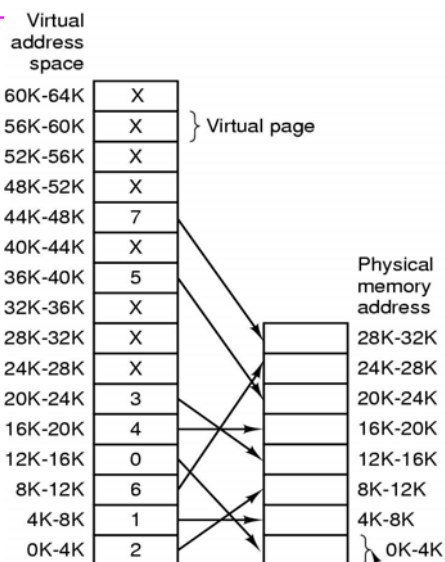 Virtual
address
space
60K-64K X
56K-60K X } Virtual page
52K-56K X
48K-52K X
44K-48K 7
40K-44K X
36K-40K 5
Physical
memory
address
32K-36K X
28K-32K X 28K-32K
24K-28K X 24K-28K
20K-24K 3 20K-24K
16K-20K 4 16K-20K
12K-16K 0 12K-16K
8K-12K 6 8K-12K
4K-8K 1 4K-8K
0K-4K 2 } 0K-4K